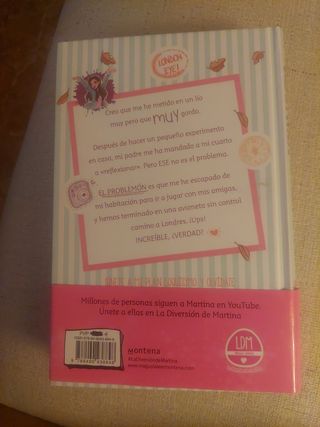 LONDON
EYE!
Creo que me he metido en un lío
muy pero que MUY gordo.
Después de hacer un pequeño experimento
en casa, mi padre me ha mandado a mi cuarto
a «reflexionar». Pero ESE no es el problema.
EL PROBLEMÓN es que me he escapado de
mi habitación para ir a jugar con mis amigas,
y hemos terminado en una avioneta sin control
camino a Londres. ¡Ups!
INCREÍBLE, ¿VERDAD?
Millones de personas siguen a Martina en YouTube.
Únete a ellas en La Diversión de Martina
montena
LDM